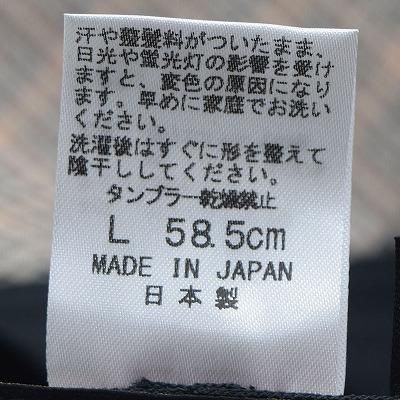 汗や整髪料がついたまま、
日光や蛍光灯の影響を受け
ますと、変色の原因になり
ます。早めに家庭でお洗い
ください。
洗濯後はすぐに形を整えて
陰干ししてください。
タンブラー乾燥禁止
L 58.5cm
MADE IN JAPAN
日本製